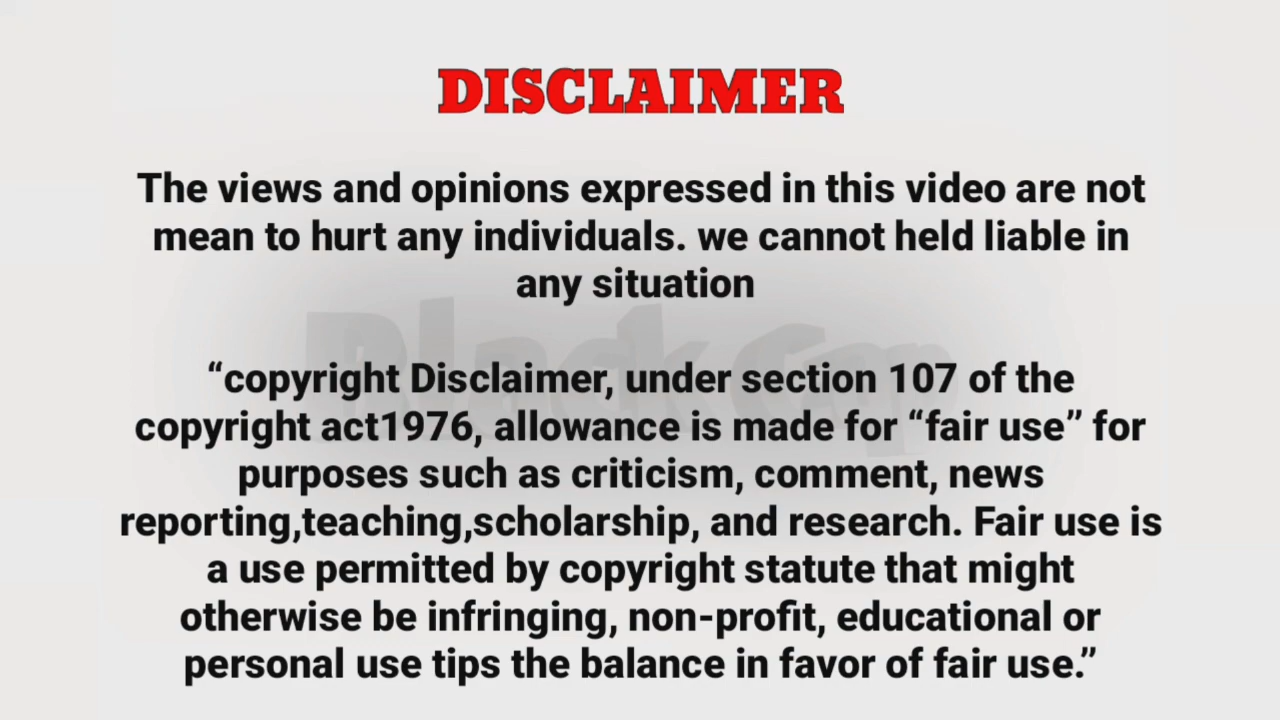 DISCLAIMER
The views and opinions expressed in this video are not
mean to hurt any individuals. we cannot held liable in
any situation
Black Cap
“copyright Disclaimer, under section 107 of the
copyright act1976, allowance is made for “fair use” for
purposes such as criticism, comment, news
reporting,teaching,scholarship, and research. Fair use is
a use permitted by copyright statute that might
otherwise be infringing, non-profit, educational or
personal use tips the balance in favor of fair use.”